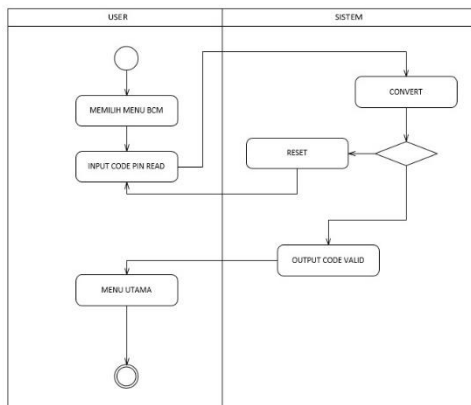 USER
SISTEM
MEMILIH MENU BCM
CONVERT
INPUT CODE PIN READ
RESET
OUTPUT CODE VALID
MENU UTAMA